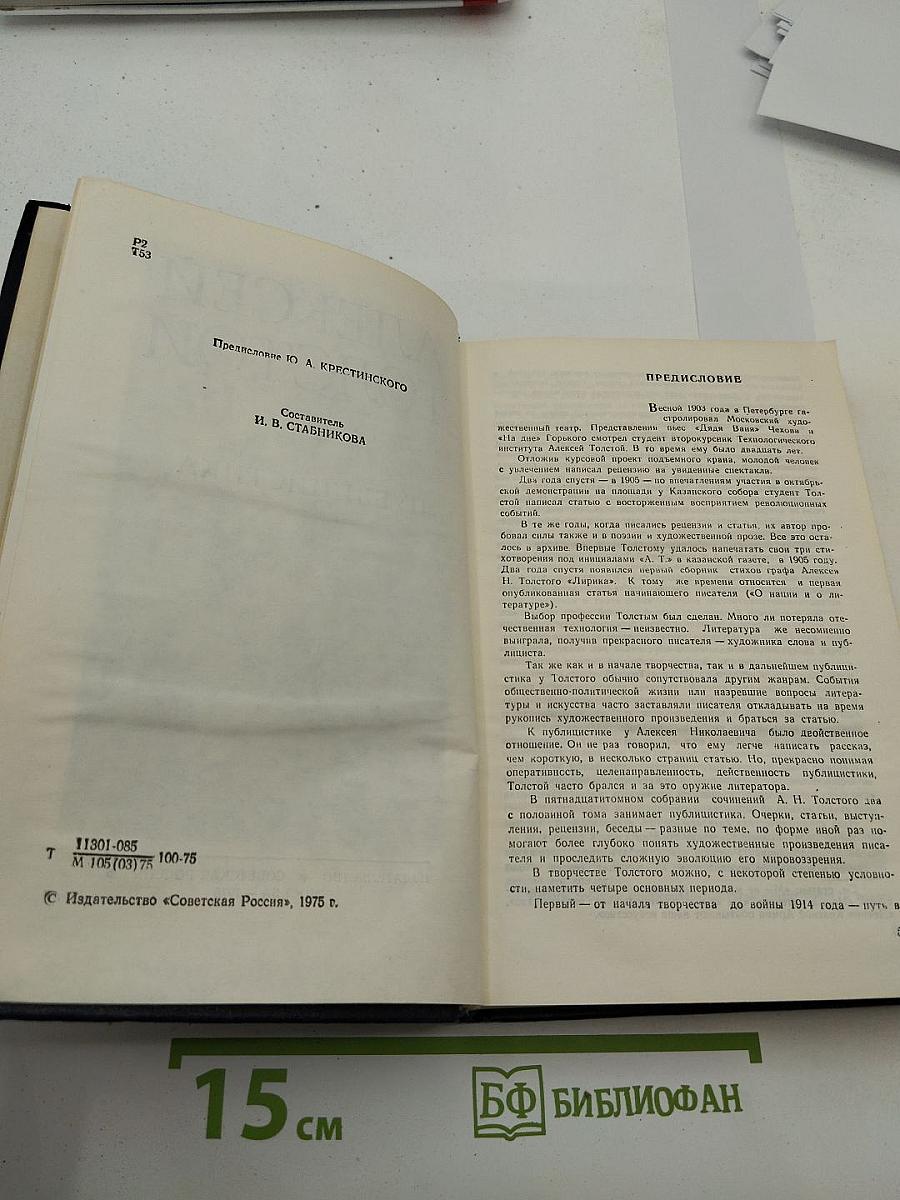 Р2
Т53
Предисловие Ю. А. КРЕСТИНСКОГО
Составитель
И. В. СТАБНИКОВА
Т 11301-085
М 105(03)75 100-75
© Издательство «Советская Россия», 1975 г.
ПРЕДИСЛОВИЕ
Весной 1903 года в Петербурге га-
стролировал Московский худо-
жественный театр. Представления пьес «Дядя Ваня» Чехова и
«На дне» Горького смотрел студент второкурсник Технологического
института Алексей Толстой. В то время ему было двадцать лет.
Отложив курсовой проект подъемного крана, молодой человек
с увлечением написал рецензию на увиденные спектакли.
Два года спустя — в 1905 — по впечатлениям участия в октябрь-
ской демонстрации на площади у Казанского собора студент Тол-
стой написал статью с восторженным восприятием революционных
событий.
В те же годы, когда писались рецензии и статья, их автор про-
бовал силы также и в поэзии и художественной прозе. Все это оста-
лось в архиве. Впервые Толстому удалось напечатать свои три сти-
хотворения под инициалами «А. Т.» в казанской газете, в 1905 году.
Два года спустя появился первый сборник стихов графа Алексея
Н. Толстого «Лирика». К тому же времени относится и первая
опубликованная статья начинающего писателя («О нации и о ли-
тературе»).
Выбор профессии Толстым был сделан. Много ли потеряла оте-
чественная технология — неизвестно. Литература же несомненно
выиграла, получив прекрасного писателя — художника слова и пуб-
лициста.
Так же как и в начале творчества, так и в дальнейшем публици-
стика у Толстого обычно сопутствовала другим жанрам. События
общественно-политической жизни или назревшие вопросы литера-
туры и искусства часто заставляли писателя откладывать на время
рукопись художественного произведения и браться за статью.
К публицистике у Алексея Николаевича было двойственное
отношение. Он не раз говорил, что ему легче написать рассказ,
чем короткую, в несколько страниц статью. Но, прекрасно понимая
оперативность, целенаправленность, действенность публицистики,
Толстой часто брался и за это оружие литератора.
В пятнадцатитомном собрании сочинений А. Н. Толстого два
с половиной тома занимает публицистика. Очерки, статьи, выступ-
ления, рецензии, беседы — разные по теме, по форме иной раз по-
могают более глубоко понять художественные произведения писа-
теля и проследить сложную эволюцию его мировоззрения.
В творчестве Толстого можно, с некоторой степенью условно-
сти, наметить четыре основных периода.
Первый — от начала творчества до войны 1914 года — путь в
15 см
БФ БИБЛИОФАН